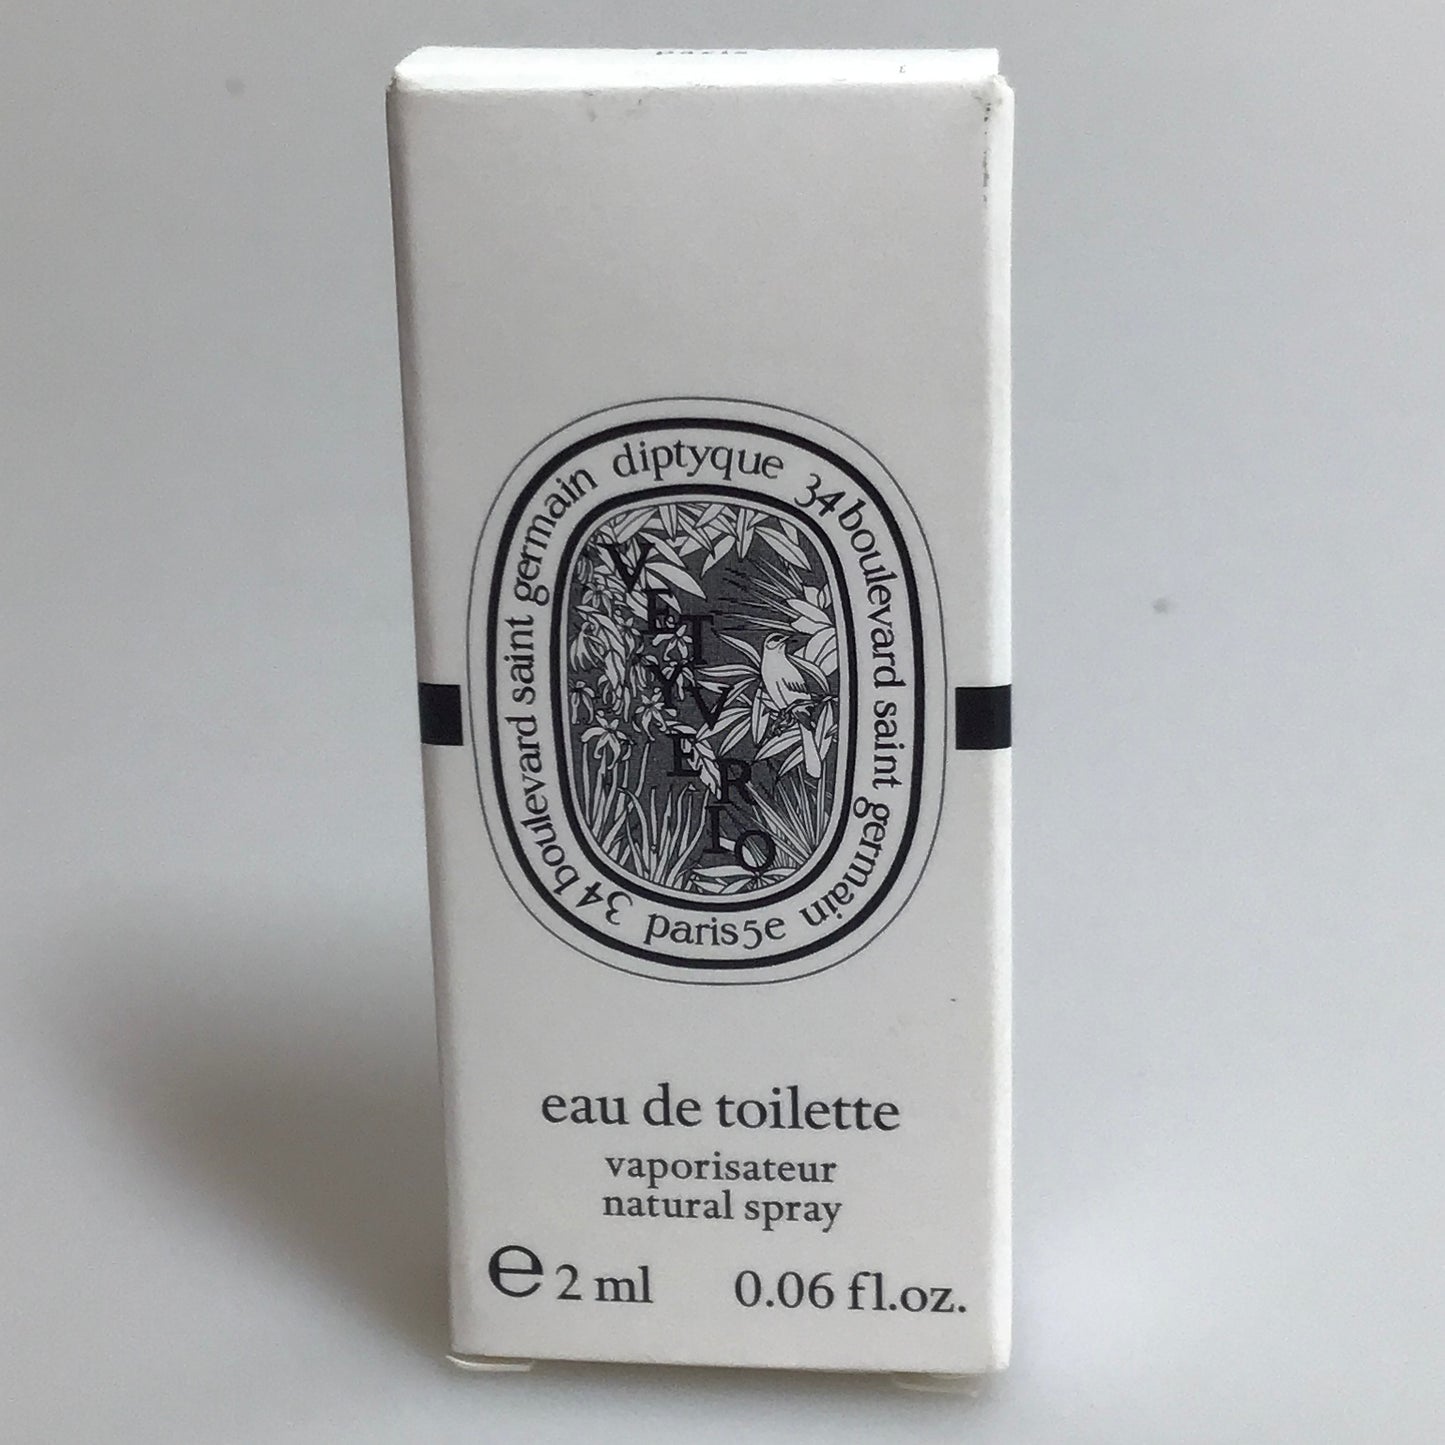 paris
diptyque 34 boulevard saint germain paris5e 34 boulevard saint germain
VETYVERIO
eau de toilette
vaporisateur
natural spray
e 2 ml 0.06 fl.oz.